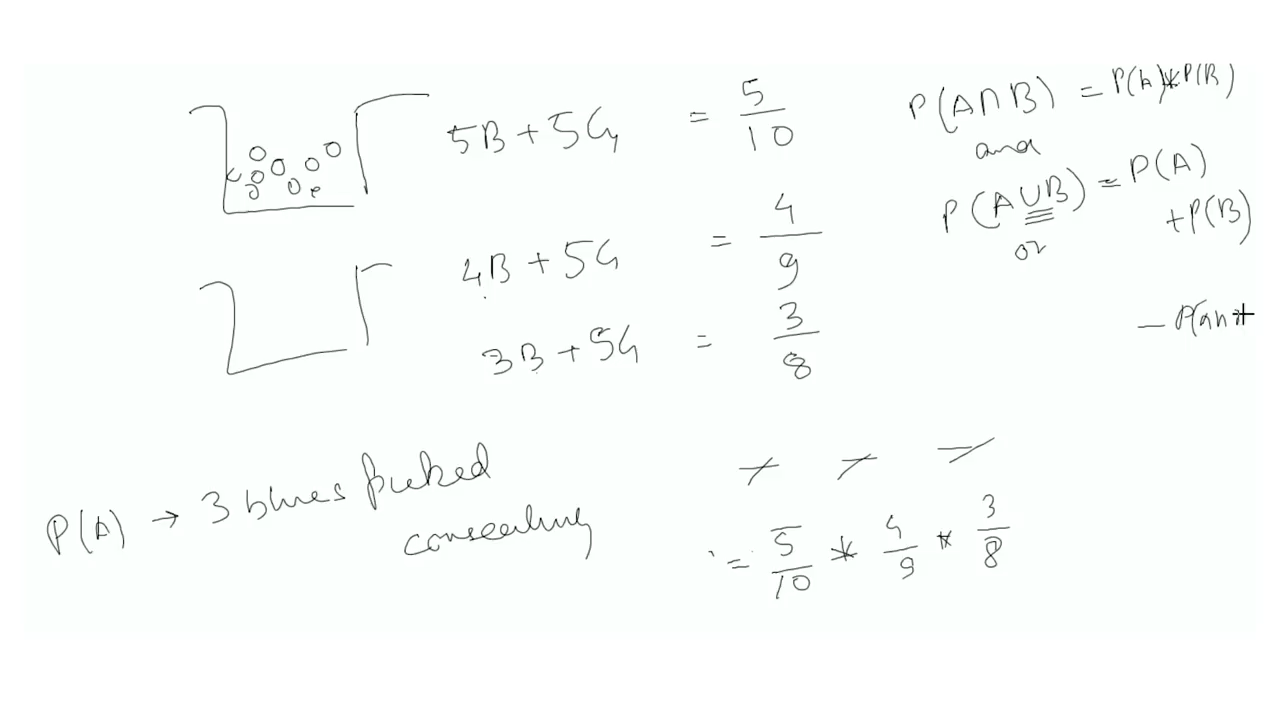 5B + 5G = 5/10
P(A∩B) = P(A)*P(B)
and
4B + 5G = 4/9
P(A∪B) = P(A)
+ P(B)
or
3B + 5G = 3/8
P(A) → 3 blues picked
= 5/10 * 4/9 * 3/8